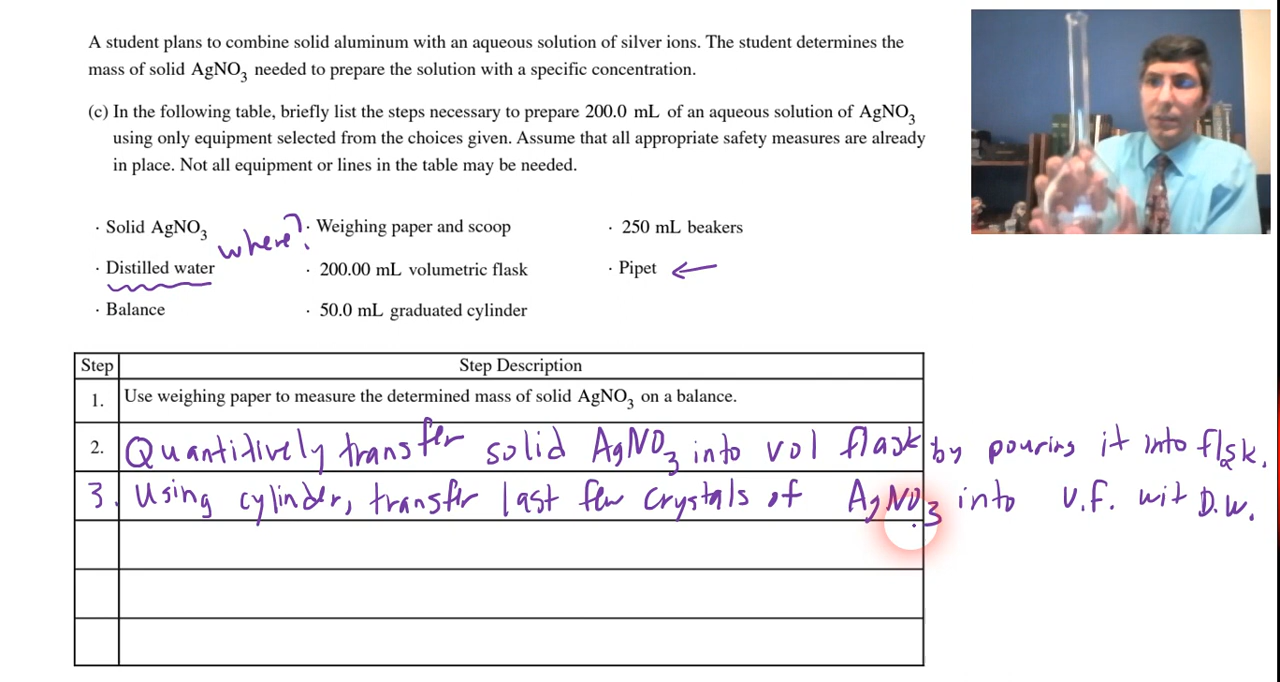 A student plans to combine solid aluminum with an aqueous solution of silver ions. The student determines the
mass of solid AgNO₃ needed to prepare the solution with a specific concentration.
(c) In the following table, briefly list the steps necessary to prepare 200.0 mL of an aqueous solution of AgNO₃
using only equipment selected from the choices given. Assume that all appropriate safety measures are already
in place. Not all equipment or lines in the table may be needed.
· Solid AgNO₃ where? · Weighing paper and scoop · 250 mL beakers
· Distilled water · 200.00 mL volumetric flask · Pipet ←
· Balance · 50.0 mL graduated cylinder
Step Step Description
1. Use weighing paper to measure the determined mass of solid AgNO₃ on a balance.
2. Quantitively transfer solid AgNO₃ into vol flask by pouring it into flsk.
3. Using cylinder, transfer last few crystals of AgNO₃ into v.f. wit D.W.